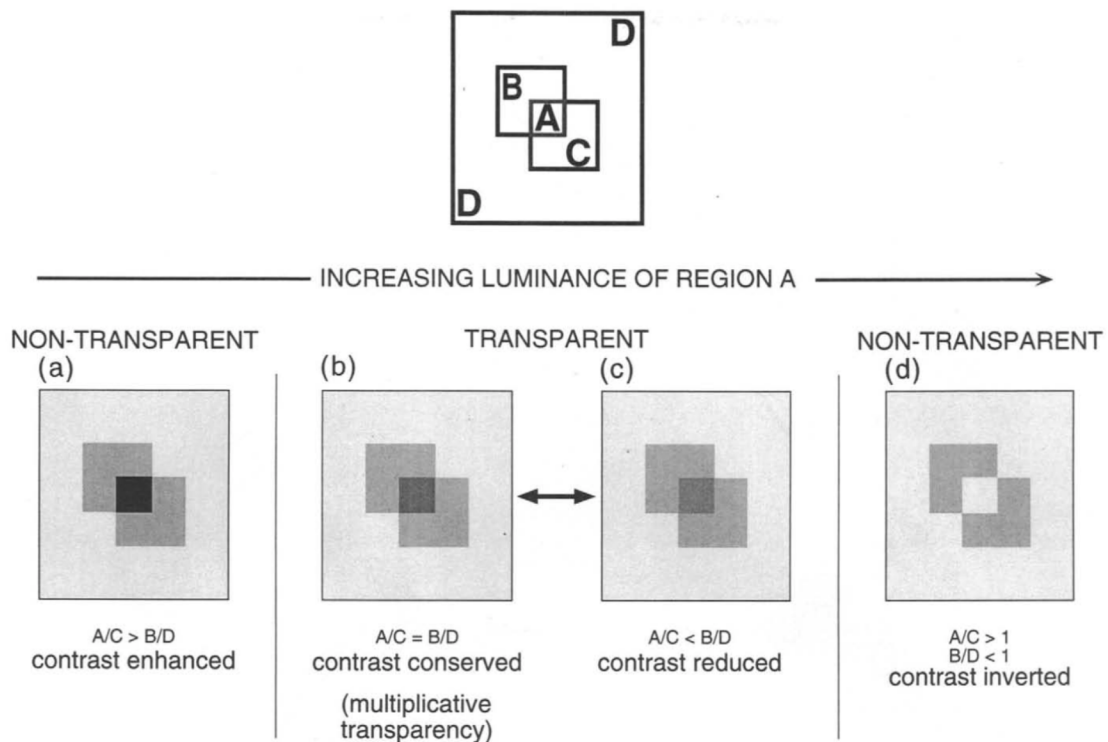 D
B
A
C
D
INCREASING LUMINANCE OF REGION A
NON-TRANSPARENT TRANSPARENT NON-TRANSPARENT
(a) (b) (c) (d)
A/C > B/D A/C = B/D A/C < B/D A/C > 1
B/D < 1
contrast enhanced contrast conserved contrast reduced contrast inverted
(multiplicative
transparency)